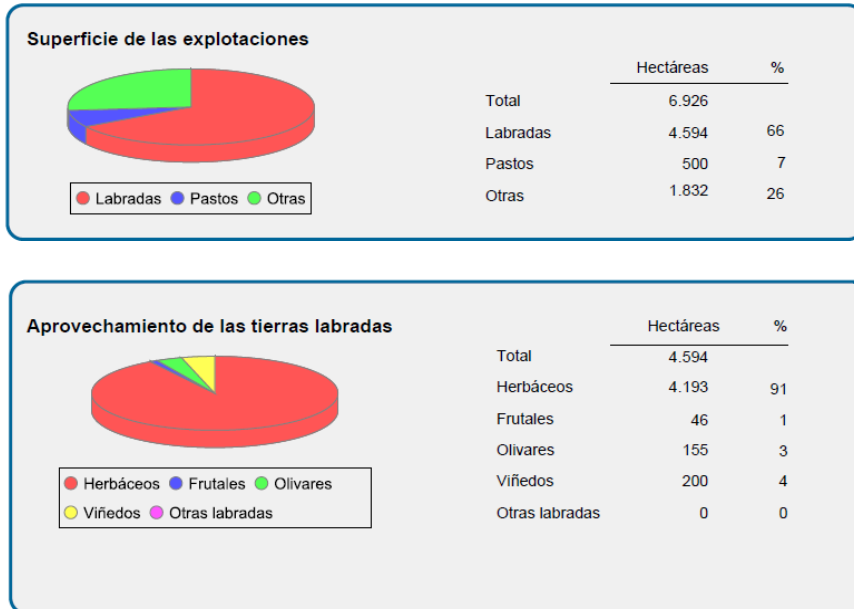 Superficie de las explotaciones
Hectáreas %
Total 6.926
Labradas 4.594 66
Pastos 500 7
Otras 1.832 26
Labradas Pastos Otras
Aprovechamiento de las tierras labradas
Hectáreas %
Total 4.594
Herbáceos 4.193 91
Frutales 46 1
Olivares 155 3
Viñedos 200 4
Otras labradas 0 0
Herbáceos Frutales Olivares
Viñedos Otras labradas